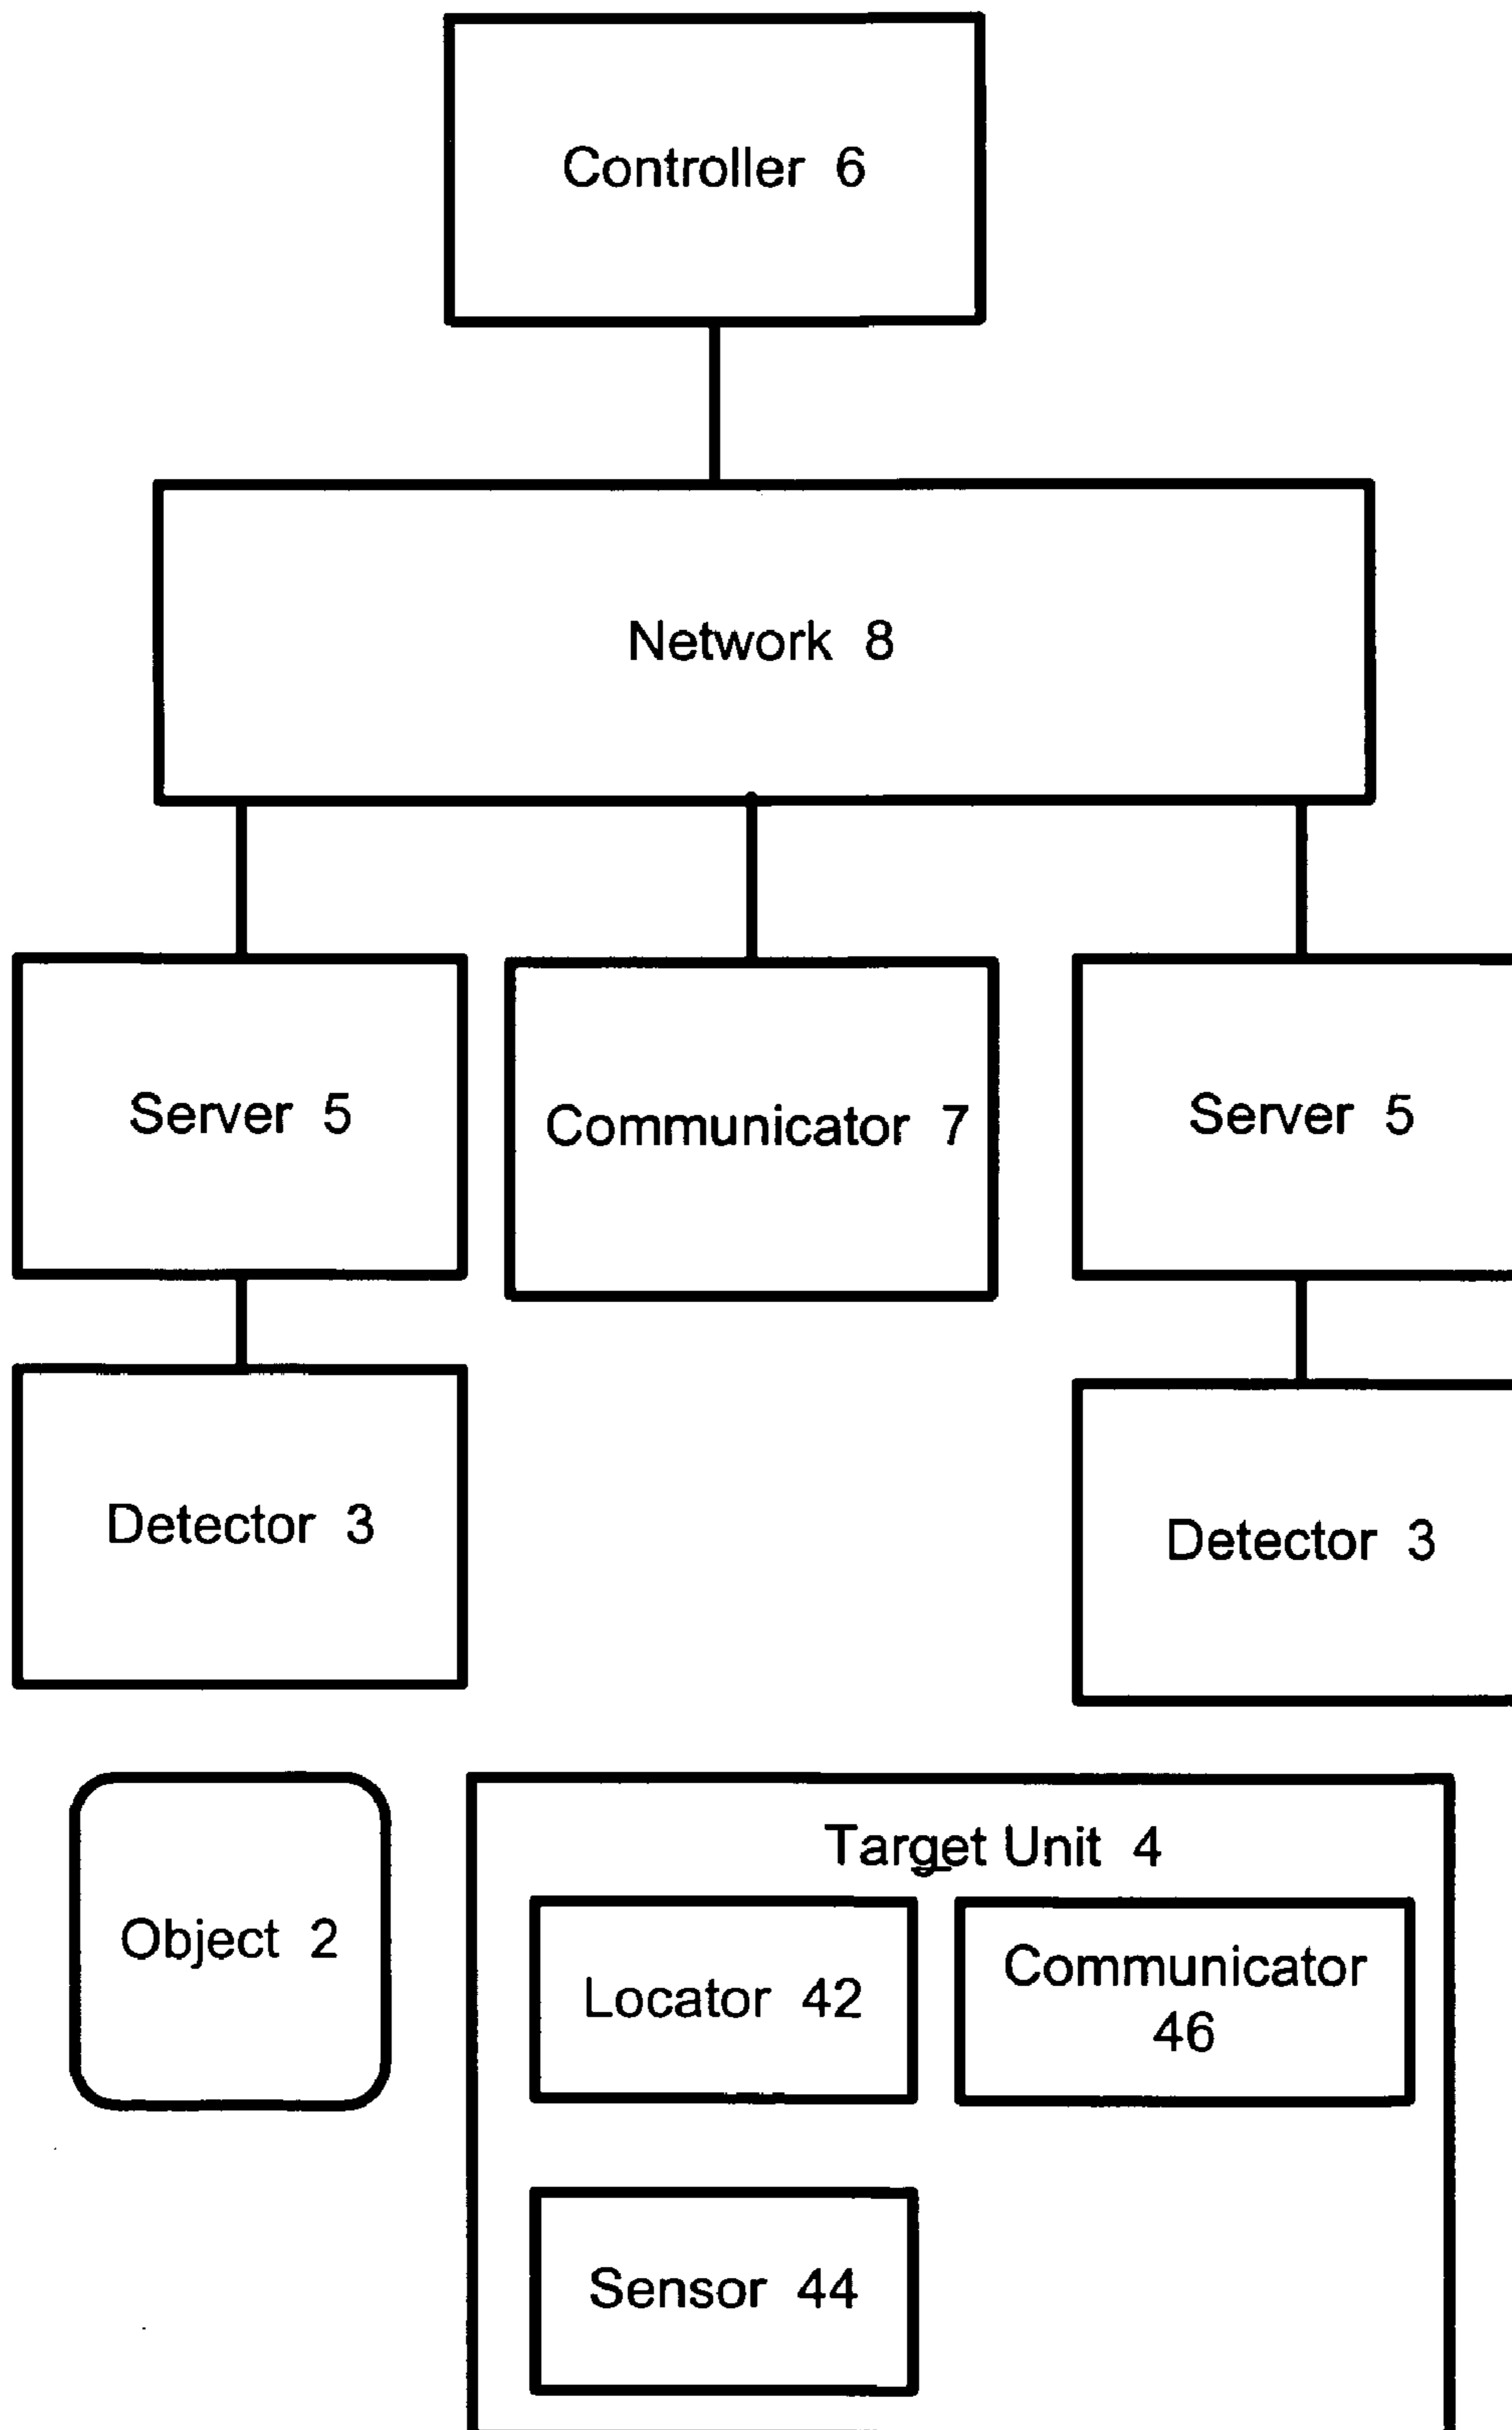 Controller 6
Network 8
Server 5
Communicator 7
Server 5
Detector 3
Detector 3
Object 2
Target Unit 4
Locator 42
Communicator
46
Sensor 44